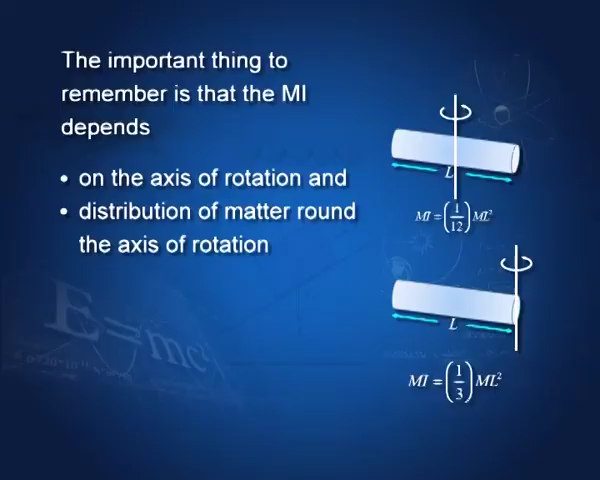 The important thing to
remember is that the MI
depends
• on the axis of rotation and
• distribution of matter round
the axis of rotation
L
MI = (1/12) ML²
L
MI = (1/3) ML²
E=mc²